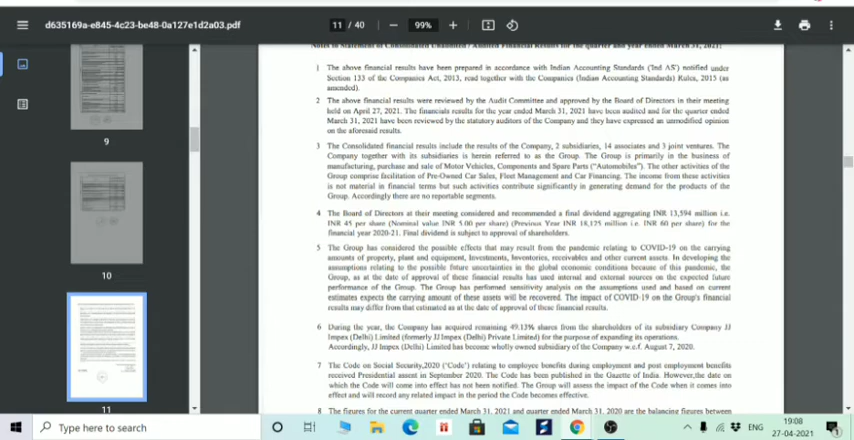 d635169a-e845-4c23-be48-0a127e1d2a03.pdf
11 / 40
99%
9
10
11
Notes to Statement of Consolidated Unaudited / Audited Financial Results for the quarter and year ended March 31, 2021:
1 The above financial results have been prepared in accordance with Indian Accounting Standards ('Ind AS') notified under
Section 133 of the Companies Act, 2013, read together with the Companies (Indian Accounting Standards) Rules, 2015 (as
amended).
2 The above financial results were reviewed by the Audit Committee and approved by the Board of Directors in their meeting
held on April 27, 2021. The financials results for the year ended March 31, 2021 have been audited and for the quarter ended
March 31, 2021 have been reviewed by the statutory auditors of the Company and they have expressed an unmodified opinion
on the aforesaid results.
3 The Consolidated financial results include the results of the Company, 2 subsidiaries, 14 associates and 3 joint ventures. The
Company together with its subsidiaries is herein referred to as the Group. The Group is primarily in the business of
manufacturing, purchase and sale of Motor Vehicles, Components and Spare Parts ("Automobiles"). The other activities of the
Group comprise facilitation of Pre-Owned Car Sales, Fleet Management and Car Financing. The income from these activities
is not material in financial terms but such activities contribute significantly in generating demand for the products of the
Group. Accordingly there are no reportable segments.
4 The Board of Directors at their meeting considered and recommended a final dividend aggregating INR 13,594 million i.e.
INR 45 per share (Nominal value INR 5.00 per share) (Previous Year INR 18,125 million i.e. INR 60 per share) for the
financial year 2020-21. Final dividend is subject to approval of shareholders.
5 The Group has considered the possible effects that may result from the pandemic relating to COVID-19 on the carrying
amounts of property, plant and equipment, Investments, Inventories, receivables and other current assets. In developing the
assumptions relating to the possible future uncertainties in the global economic conditions because of this pandemic, the
Group, as at the date of approval of these financial results has used internal and external sources on the expected future
performance of the Group. The Group has performed sensitivity analysis on the assumptions used and based on current
estimates expects the carrying amount of these assets will be recovered. The impact of COVID-19 on the Group's financial
results may differ from that estimated as at the date of approval of these financial results.
6 During the year, the Company has acquired remaining 49.13% shares from the shareholders of its subsidiary Company JJ
Impex (Delhi) Limited (formerly JJ Impex (Delhi) Private Limited) for the purpose of expanding its operations.
Accordingly, JJ Impex (Delhi) Limited has become wholly owned subsidiary of the Company w.e.f. August 7, 2020.
7 The Code on Social Security,2020 ('Code') relating to employee benefits during employment and post employment benefits
received Presidential assent in September 2020. The Code has been published in the Gazette of India. However,the date on
which the Code will come into effect has not been notified. The Group will assess the impact of the Code when it comes into
effect and will record any related impact in the period the Code becomes effective.
8 The figures for the current quarter ended March 31, 2021 and quarter ended March 31, 2020 are the balancing figures between
Type here to search
ENG
19:08
27-04-2021